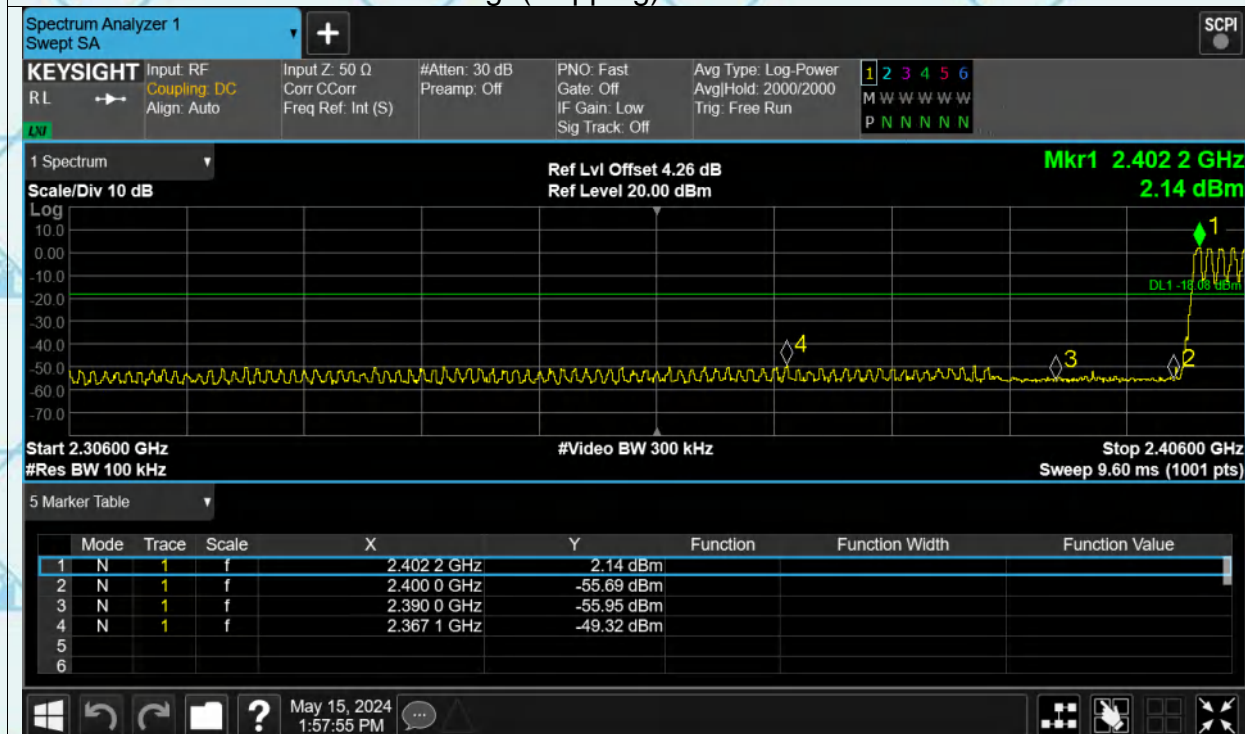 Spectrum Analyzer 1
Swept SA
+
SCPI
KEYSIGHT Input: RF Input Z: 50 Ω #Atten: 30 dB PNO: Fast Avg Type: Log-Power 1 2 3 4 5 6
RL Coupling: DC Corr CCorr Preamp: Off Gate: Off Avg|Hold: 2000/2000 M W W W W W
Align: Auto Freq Ref: Int (S) IF Gain: Low Trig: Free Run P N N N N N N
LXI Sig Track: Off
1 Spectrum Ref Lvl Offset 4.26 dB Mkr1 2.402 2 GHz
Scale/Div 10 dB Ref Level 20.00 dBm 2.14 dBm
Log
10.0 1
0.00
-10.0
-20.0 DL1 -18.08 dBm
-30.0
-40.0 4
-50.0 3 2
-60.0
-70.0
Start 2.30600 GHz #Video BW 300 kHz Stop 2.40600 GHz
#Res BW 100 kHz Sweep 9.60 ms (1001 pts)
5 Marker Table
Mode Trace Scale X Y Function Function Width Function Value
1 N 1 f 2.402 2 GHz 2.14 dBm
2 N 1 f 2.400 0 GHz -55.69 dBm
3 N 1 f 2.390 0 GHz -55.95 dBm
4 N 1 f 2.367 1 GHz -49.32 dBm
5
6
? May 15, 2024
1:57:55 PM